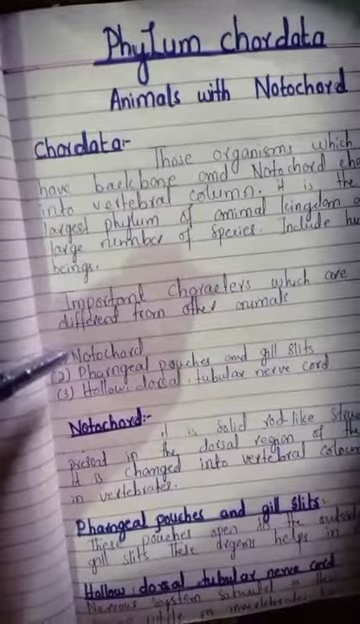 Phylum chordata
Animals with Notochord
Chordata:-
Those organisms which
have backbone and Notochord
into vertebral column. it is the
largest phylum of animal kingdom
large number of species. Include
beings.
Important characters which are
different from other animals
Notochord
(2) Pharngeal pouches and gill slits
(3) Hollow: dorsal, tubular nerve cord
Notochord:-
it is solid rod-like
present in the dorsal region of the
It is changed into vertebral
in vertebrates.
Pharngeal pouches and gill slits.
These pouches open to the
gill slits these organs helps in
Hollow: dorsal, tubular nerve cord
Nervous system
in invertebrates